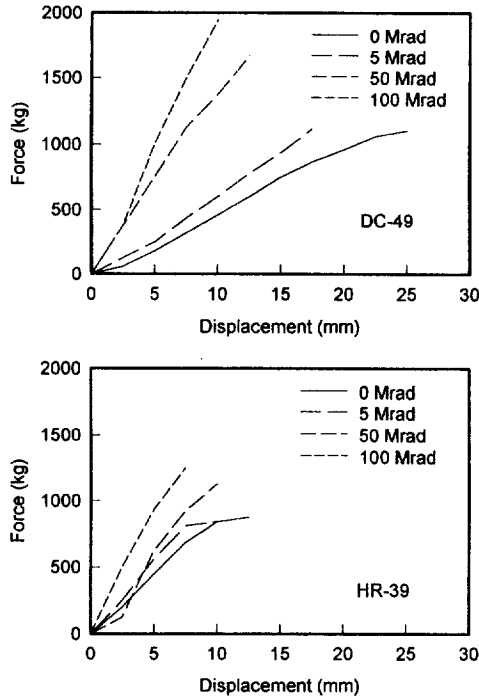 2000
1500
1000
500
0
Force (kg)
0 Mrad
5 Mrad
50 Mrad
100 Mrad
DC-49
0 5 10 15 20 25 30
Displacement (mm)
2000
1500
1000
500
0
Force (kg)
0 Mrad
5 Mrad
50 Mrad
100 Mrad
HR-39
0 5 10 15 20 25 30
Displacement (mm)